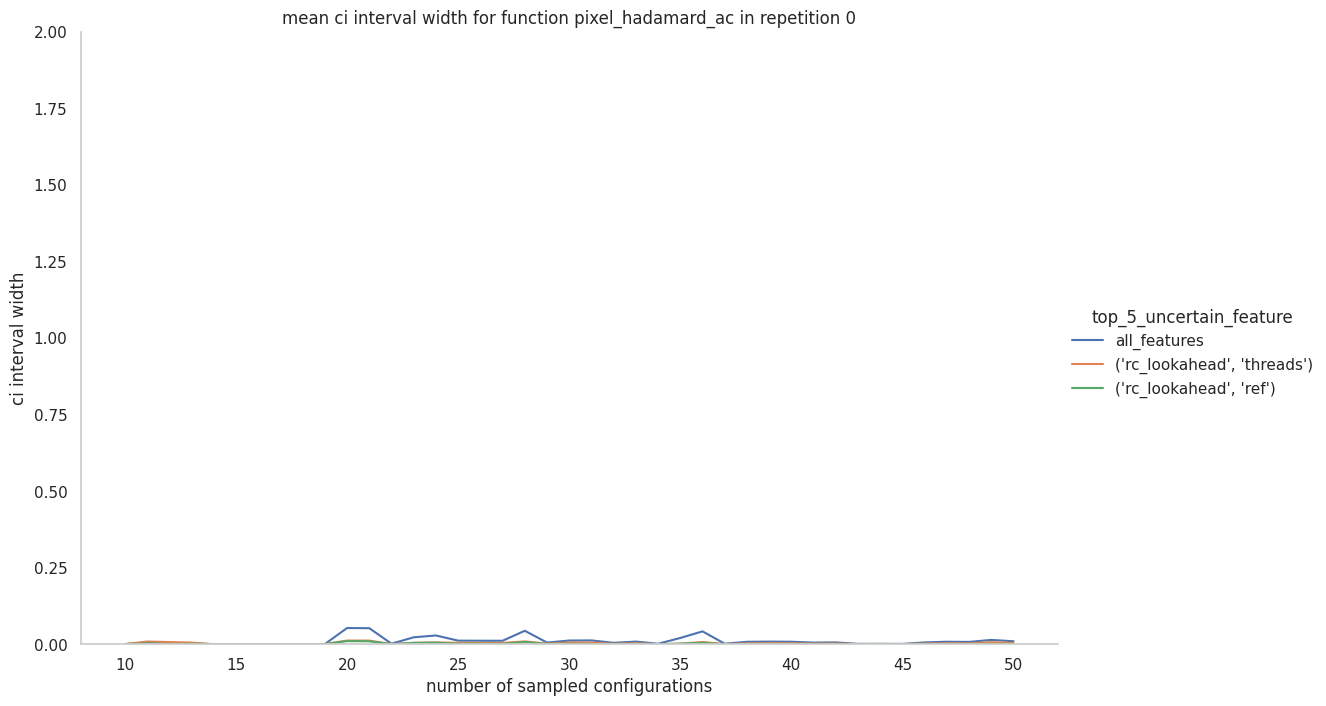 mean ci interval width for function pixel_hadamard_ac in repetition 0
2.00
1.75
1.50
1.25
1.00
0.75
0.50
0.25
0.00
ci interval width
10 15 20 25 30 35 40 45 50
number of sampled configurations
top_5_uncertain_feature
all_features
('rc_lookahead', 'threads')
('rc_lookahead', 'ref')